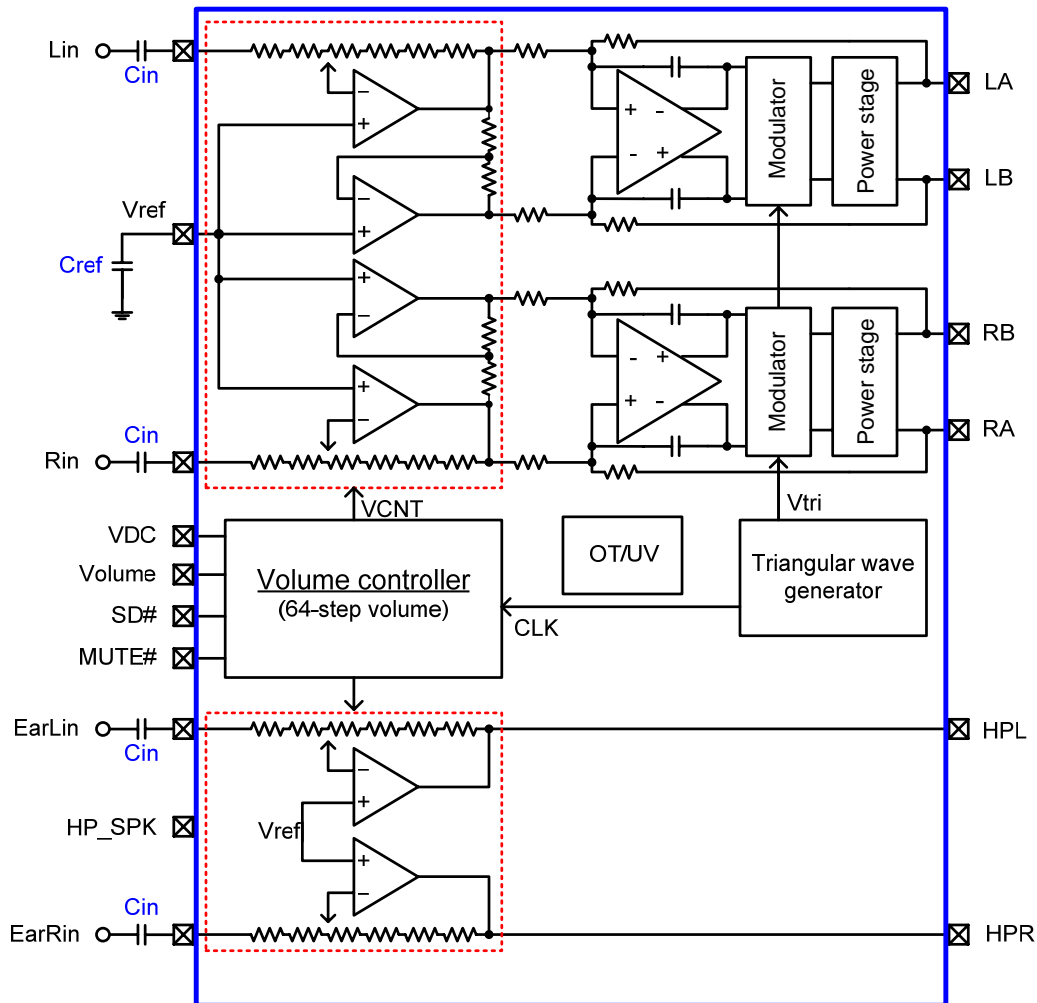 Lin
Cin
LA
LB
Modulator
Power stage
Vref
Cref
RB
RA
Modulator
Power stage
Cin
Rin
VCNT
Vtri
VDC
Volume
SD#
MUTE#
Volume controller
(64-step volume)
OT/UV
Triangular wave
generator
CLK
EarLin
Cin
HPL
HP_SPK
Vref
Cin
EarRin
HPR
− + + - - +
− +
+ −
+ − - + + -
− +
+ −